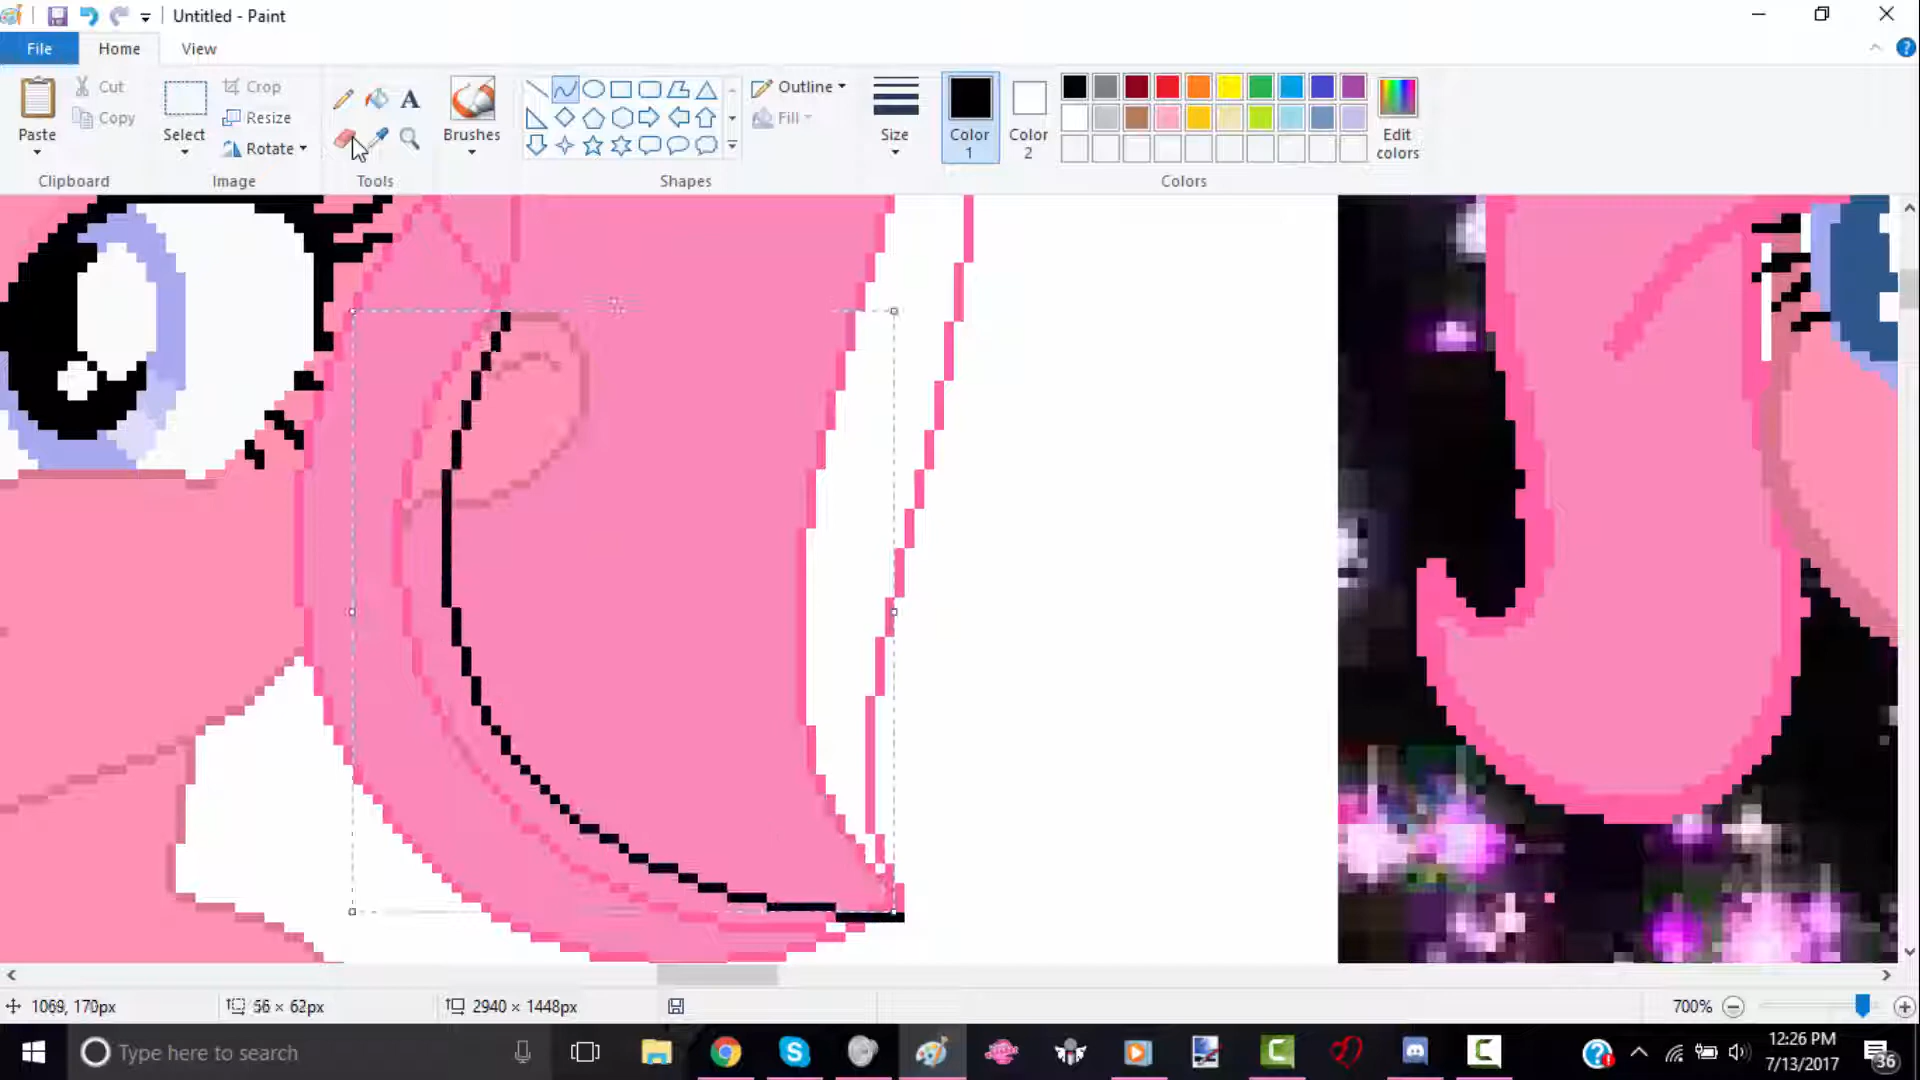 Untitled - Paint
File Home View
Paste Cut Copy Clipboard
Select Crop Resize Rotate Image
A
Tools
Brushes
Shapes
Outline Fill
Size
Color 1
Color 2
Edit colors
Colors
1069, 170px 56 × 62px 2940 × 1448px 700%
Type here to search
12:26 PM
7/13/2017
36